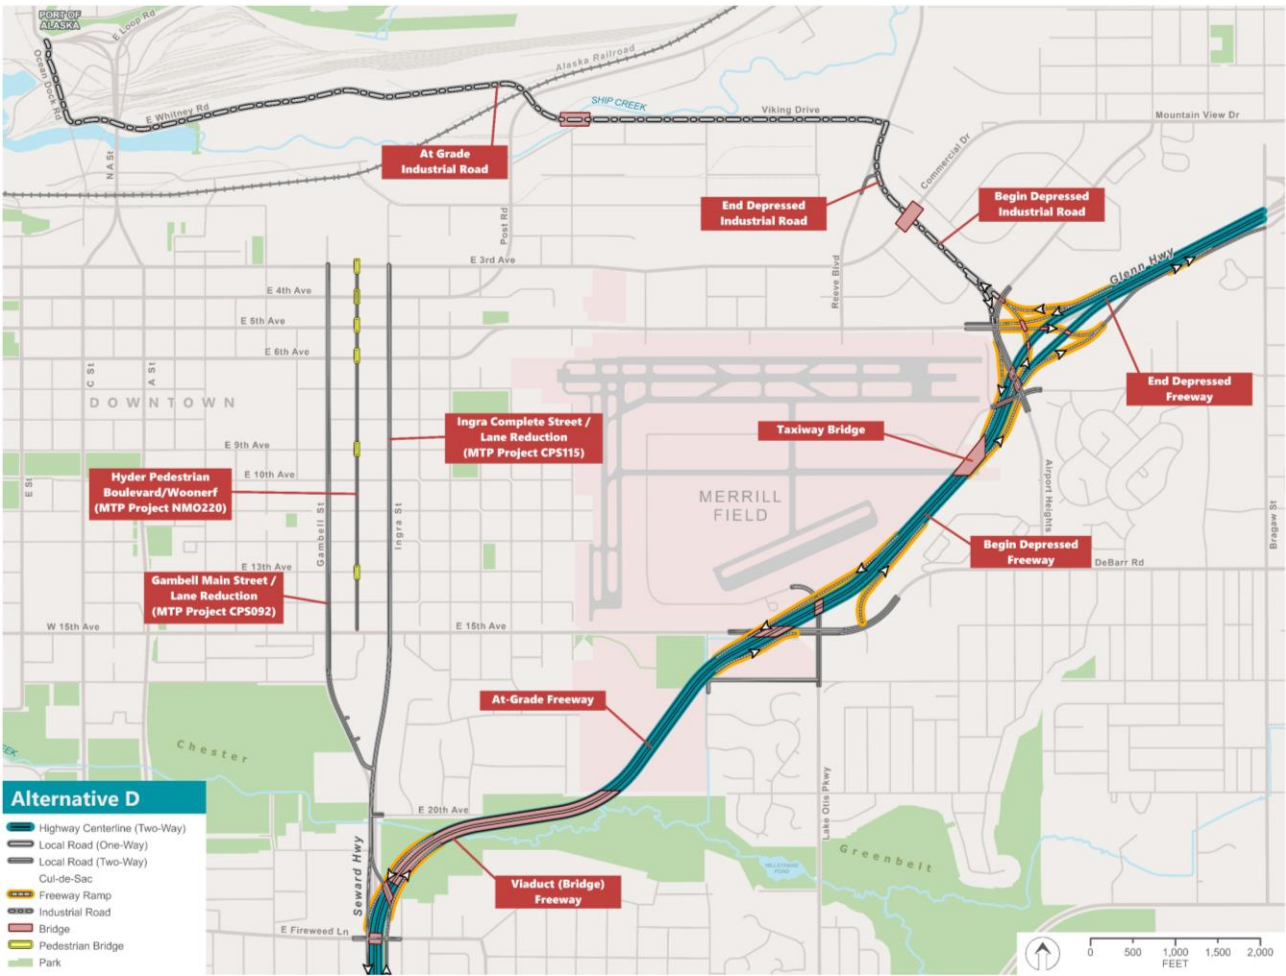 PORT OF
ALASKA
E Loop Rd
Ocean Dock Rd
E Whitney Rd
Alaska Railroad
SHIP CREEK
Viking Drive
Mountain View Dr
N A St
At Grade
Industrial Road
Commercial Dr
End Depressed
Industrial Road
Begin Depressed
Industrial Road
Post Rd
E 3rd Ave
Reeve Blvd
Glenn Hwy
E 4th Ave
E 5th Ave
E 6th Ave
C St
A St
DOWNTOWN
End Depressed
Freeway
Ingra Complete Street /
Lane Reduction
(MTP Project CPS115)
Taxiway Bridge
E 9th Ave
E 10th Ave
E St
Hyder Pedestrian
Boulevard/Woonerf
(MTP Project NMO220)
Gambell St
Ingra St
MERRILL
FIELD
Airport Heights
Bragaw St
Begin Depressed
Freeway
DeBarr Rd
E 13th Ave
Gambell Main Street /
Lane Reduction
(MTP Project CPS092)
W 15th Ave
E 15th Ave
At-Grade Freeway
Chester
EEK
E 20th Ave
Lake Otis Pkwy
Greenbelt
HILLSTRAND
POND
Viaduct (Bridge)
Freeway
Seward Hwy
E Fireweed Ln
Alternative D
Highway Centerline (Two-Way)
Local Road (One-Way)
Local Road (Two-Way)
Cul-de-Sac
Freeway Ramp
Industrial Road
Bridge
Pedestrian Bridge
Park
0 500 1,000 1,500 2,000
FEET